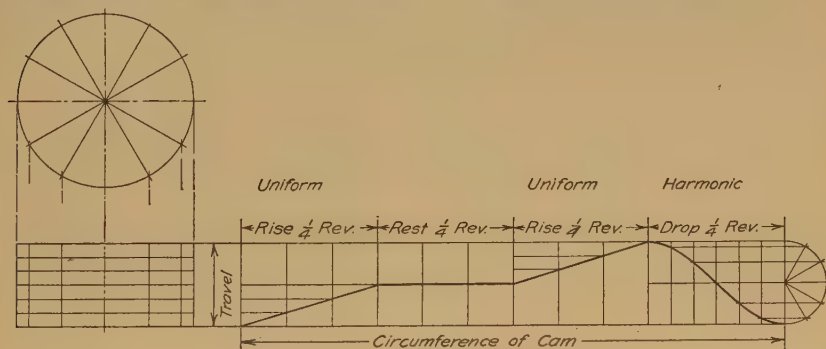 Uniform Uniform Harmonic
Rise 1/4 Rev. Rest 1/4 Rev. Rise 1/4 Rev. Drop 1/4 Rev.
Travel
Circumference of Cam